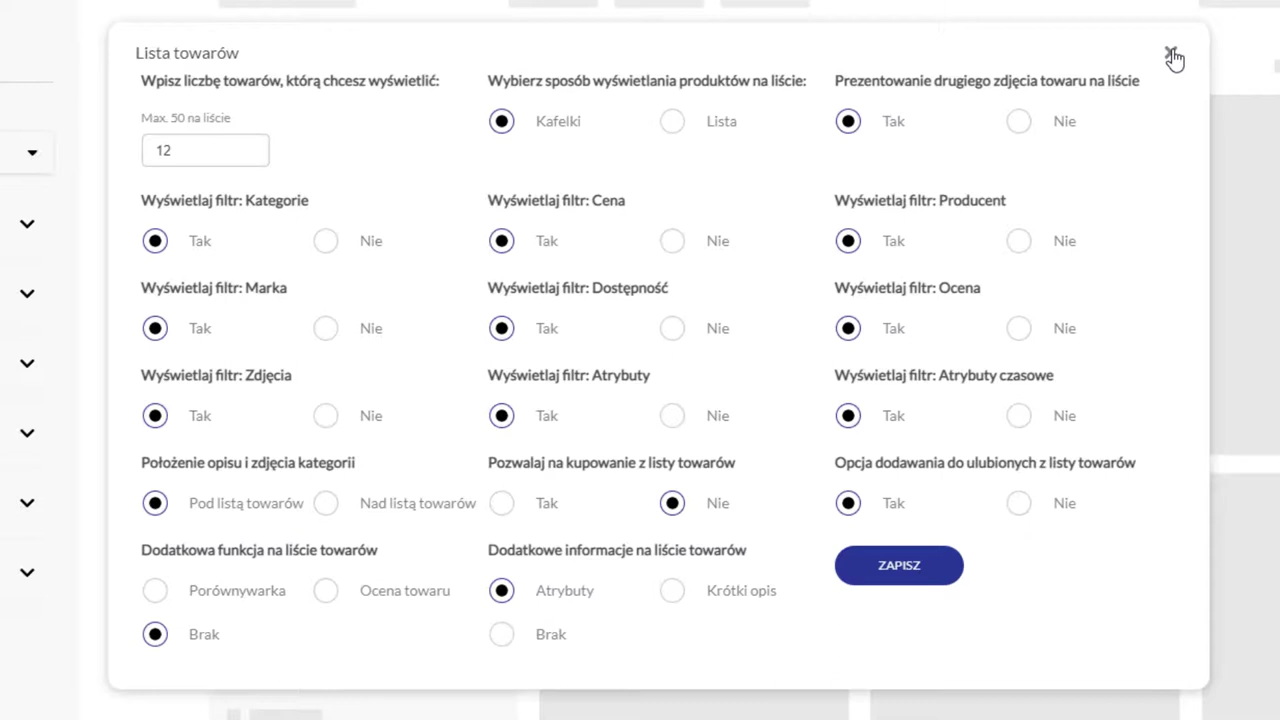 Lista towarów
Wpisz liczbę towarów, którą chcesz wyświetlić:
Max. 50 na liście
12
Wybierz sposób wyświetlania produktów na liście:
Kafelki Lista
Prezentowanie drugiego zdjęcia towaru na liście
Tak Nie
Wyświetlaj filtr: Kategorie
Tak Nie
Wyświetlaj filtr: Cena
Tak Nie
Wyświetlaj filtr: Producent
Tak Nie
Wyświetlaj filtr: Marka
Tak Nie
Wyświetlaj filtr: Dostępność
Tak Nie
Wyświetlaj filtr: Ocena
Tak Nie
Wyświetlaj filtr: Zdjęcia
Tak Nie
Wyświetlaj filtr: Atrybuty
Tak Nie
Wyświetlaj filtr: Atrybuty czasowe
Tak Nie
Położenie opisu i zdjęcia kategorii
Pod listą towarów Nad listą towarów
Pozwalaj na kupowanie z listy towarów
Tak Nie
Opcja dodawania do ulubionych z listy towarów
Tak Nie
Dodatkowa funkcja na liście towarów
Porównywarka Ocena towaru
Brak
Dodatkowe informacje na liście towarów
Atrybuty Krótki opis
Brak
ZAPISZ